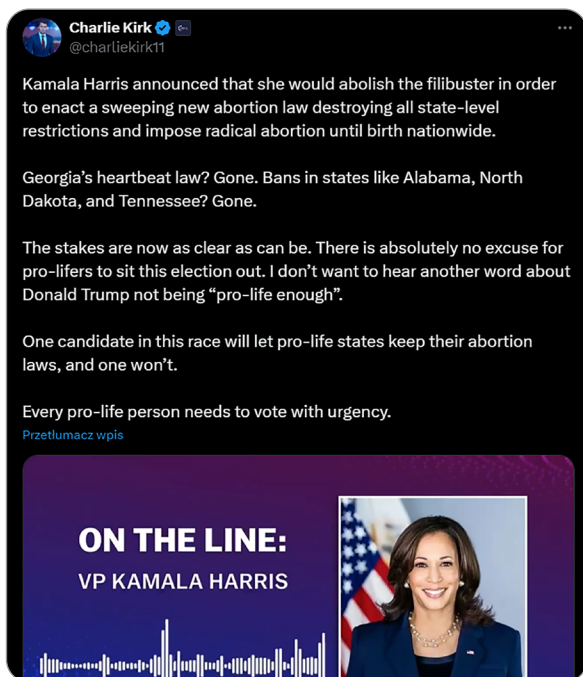 Charlie Kirk
@charliekirk11
Kamala Harris announced that she would abolish the filibuster in order
to enact a sweeping new abortion law destroying all state-level
restrictions and impose radical abortion until birth nationwide.
Georgia’s heartbeat law? Gone. Bans in states like Alabama, North
Dakota, and Tennessee? Gone.
The stakes are now as clear as can be. There is absolutely no excuse for
pro-lifers to sit this election out. I don’t want to hear another word about
Donald Trump not being “pro-life enough”.
One candidate in this race will let pro-life states keep their abortion
laws, and one won’t.
Every pro-life person needs to vote with urgency.
Przetłumacz wpis
ON THE LINE:
VP KAMALA HARRIS